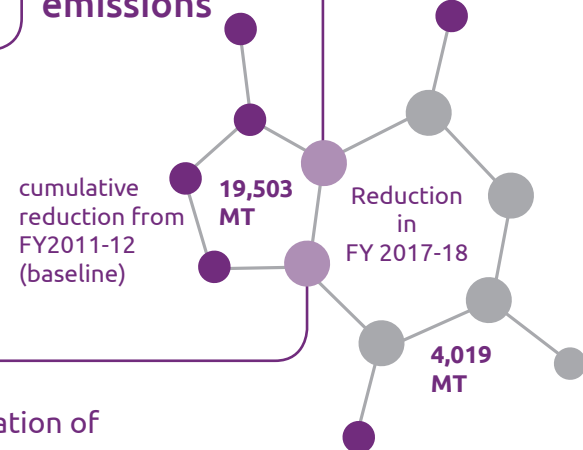 emissions
cumulative
reduction from
FY2011-12
(baseline)
19,503
MT
Reduction
in
FY 2017-18
4,019
MT
of